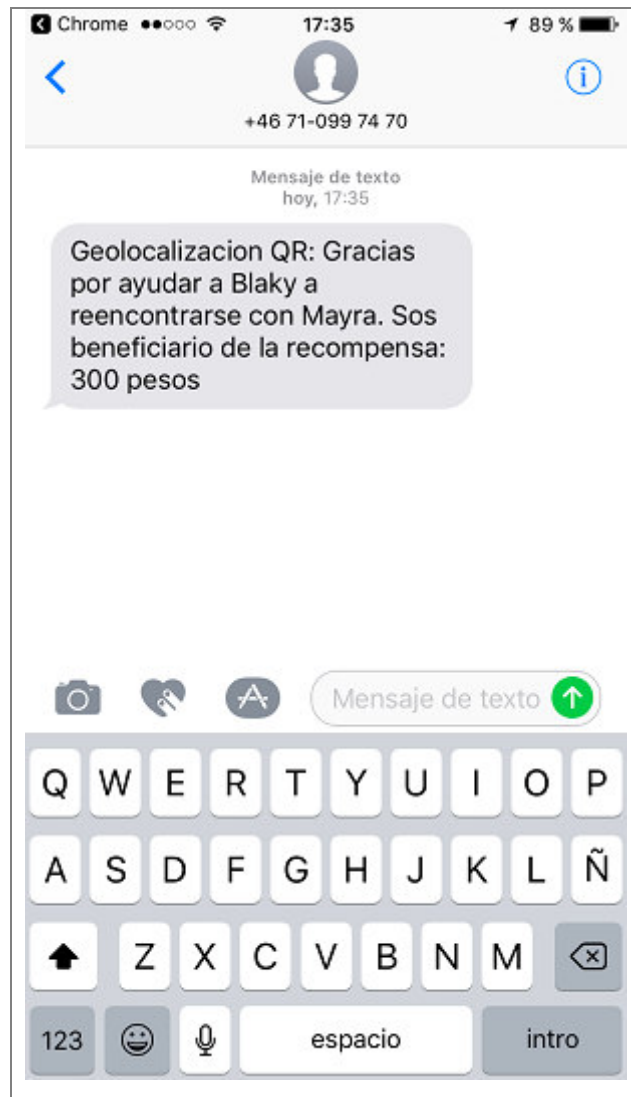 Chrome 17:35 89 %
+46 71-099 74 70
Mensaje de texto
hoy, 17:35
Geolocalizacion QR: Gracias
por ayudar a Blaky a
reencontrarse con Mayra. Sos
beneficiario de la recompensa:
300 pesos
Mensaje de texto
Q W E R T Y U I O P
A S D F G H J K L Ñ
Z X C V B N M
123 espacio intro